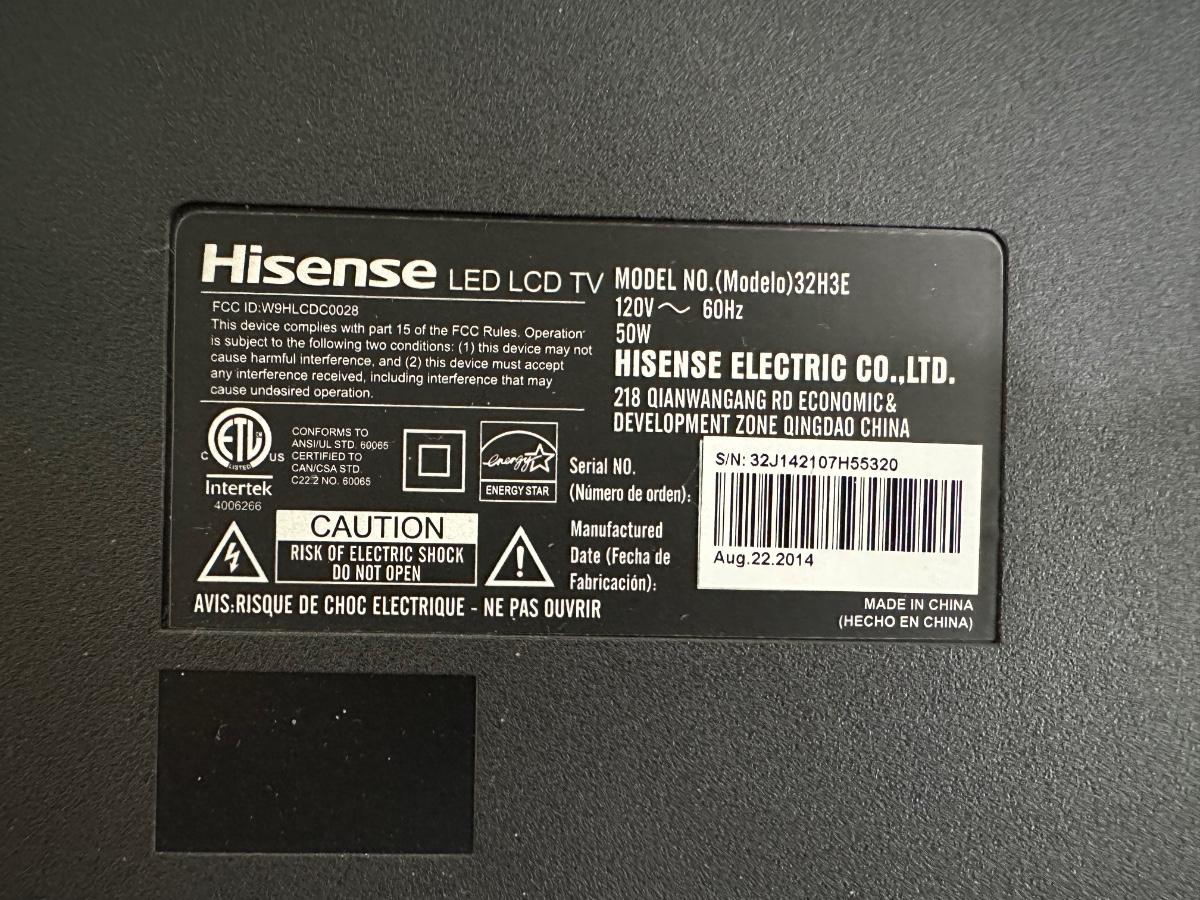 Hisense LED LCD TV
FCC ID:W9HLCDC0028
This device complies with part 15 of the FCC Rules. Operation
is subject to the following two conditions: (1) this device may not
cause harmful interference, and (2) this device must accept
any interference received, including interference that may
cause undesired operation.
MODEL NO.(Modelo)32H3E
120V ~ 60Hz
50W
HISENSE ELECTRIC CO.,LTD.
218 QIANWANGANG RD ECONOMIC &
DEVELOPMENT ZONE QINGDAO CHINA
C ETL US
LISTED
Intertek
4006266
CONFORMS TO
ANSI/UL STD. 60065
CERTIFIED TO
CAN/CSA STD.
C22.2 NO. 60065
energy
ENERGY STAR
Serial NO.
(Número de orden):
S/N: 32J142107H55320
Manufactured
Date (Fecha de
Fabricación):
Aug.22.2014
CAUTION
RISK OF ELECTRIC SHOCK
DO NOT OPEN
AVIS:RISQUE DE CHOC ELECTRIQUE - NE PAS OUVRIR
MADE IN CHINA
(HECHO EN CHINA)